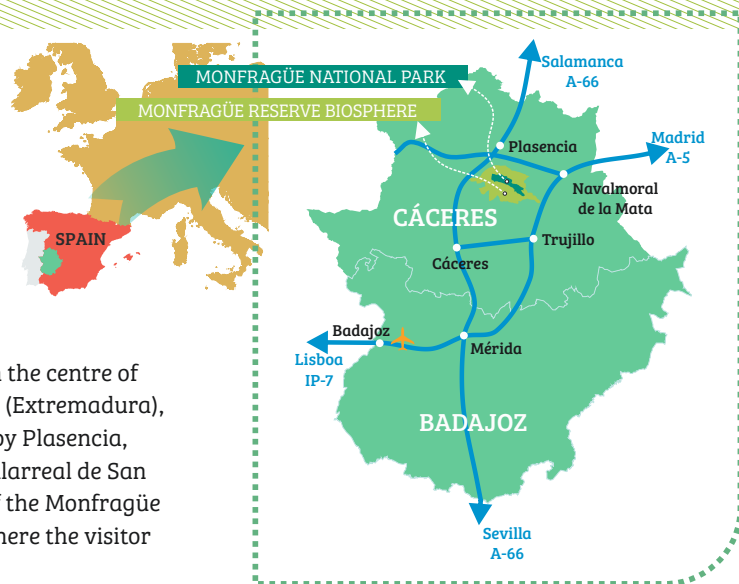 MONFRAGÜE NATIONAL PARK
MONFRAGÜE RESERVE BIOSPHERE
Salamanca
A-66
Madrid
A-5
Plasencia
Navalmoral
de la Mata
CÁCERES
SPAIN
Trujillo
Cáceres
Badajoz
Lisboa
IP-7
Mérida
BADAJOZ
Sevilla
A-66
the centre of
(Extremadura),
by Plasencia,
larreal de San
the Monfragüe
here the visitor